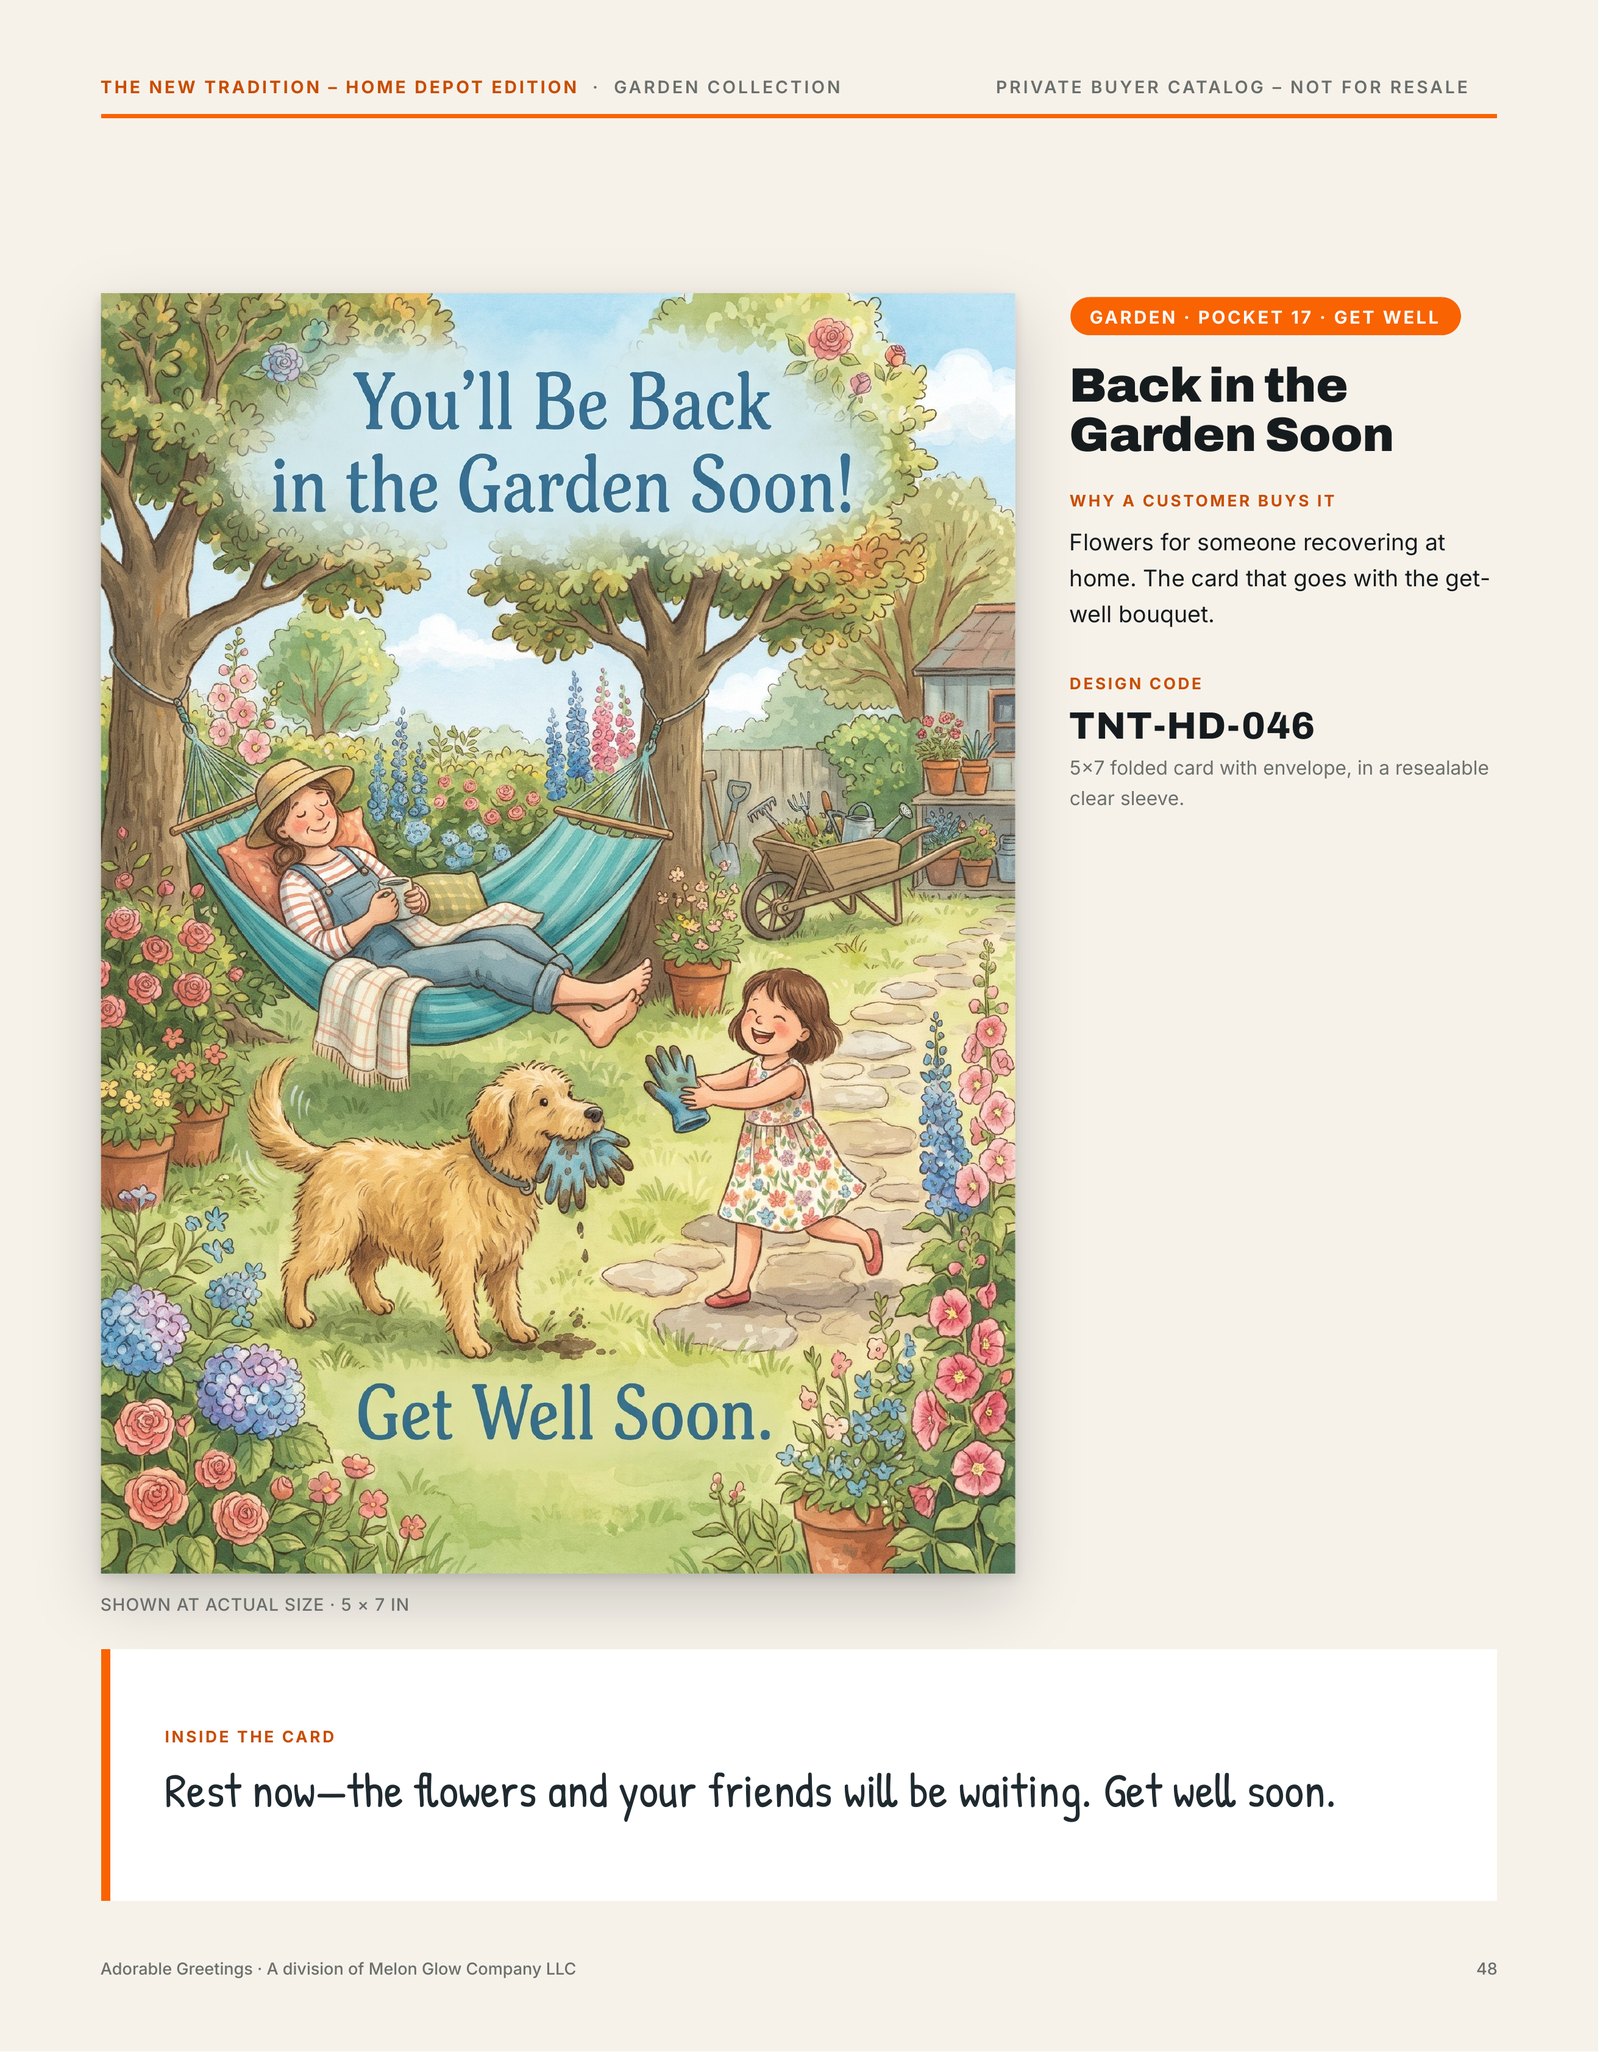 THE NEW TRADITION – HOME DEPOT EDITION · GARDEN COLLECTION
PRIVATE BUYER CATALOG – NOT FOR RESALE
You’ll Be Back
in the Garden Soon!
Get Well Soon.
GARDEN · POCKET 17 · GET WELL
Back in the
Garden Soon
WHY A CUSTOMER BUYS IT
Flowers for someone recovering at
home. The card that goes with the get-
well bouquet.
DESIGN CODE
TNT-HD-046
5×7 folded card with envelope, in a resealable
clear sleeve.
SHOWN AT ACTUAL SIZE · 5 × 7 IN
INSIDE THE CARD
Rest now—the flowers and your friends will be waiting. Get well soon.
Adorable Greetings · A division of Melon Glow Company LLC
48